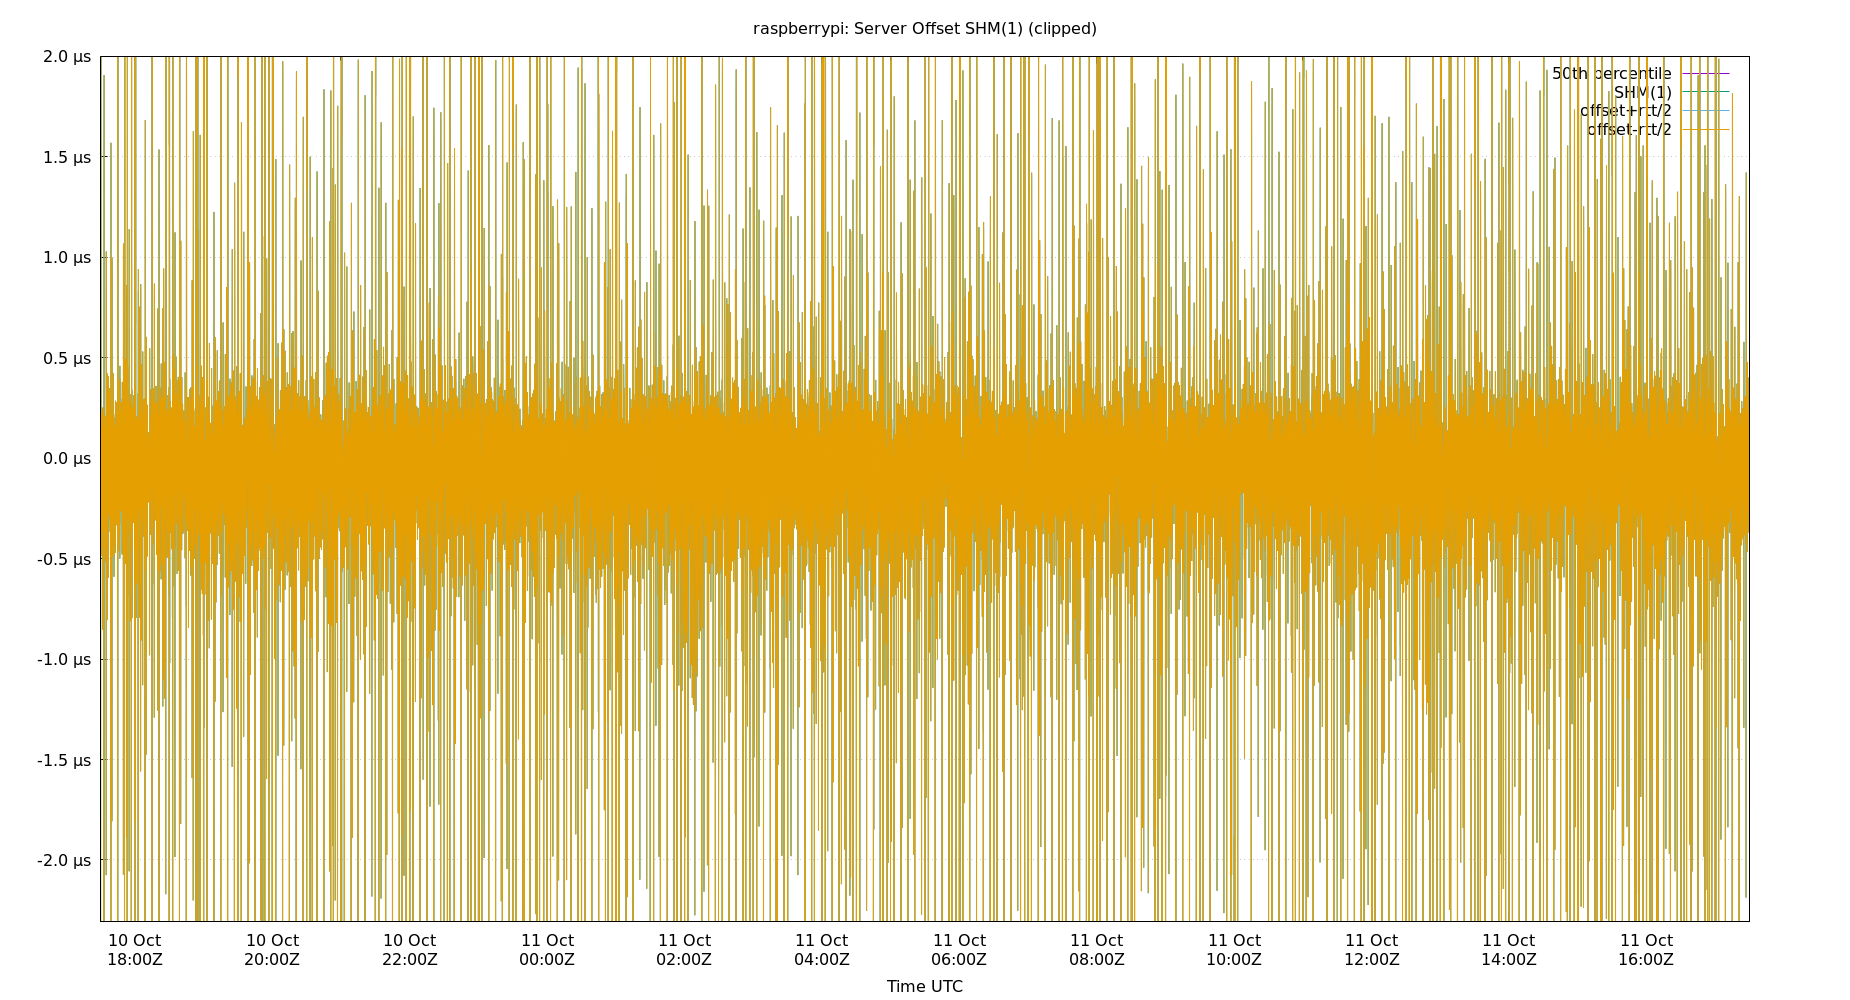 raspberrypi: Server Offset SHM(1) (clipped)
2.0 µs
1.5 µs
1.0 µs
0.5 µs
0.0 µs
-0.5 µs
-1.0 µs
-1.5 µs
-2.0 µs
50th percentile
SHM(1)
offset+rtt/2
offset-rtt/2
10 Oct 10 Oct 10 Oct 11 Oct 11 Oct 11 Oct 11 Oct 11 Oct 11 Oct 11 Oct 11 Oct 11 Oct
18:00Z 20:00Z 22:00Z 00:00Z 02:00Z 04:00Z 06:00Z 08:00Z 10:00Z 12:00Z 14:00Z 16:00Z
Time UTC